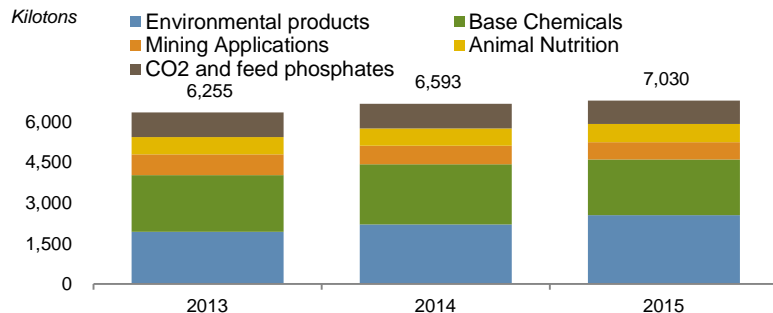 Kilotons
Environmental products
Base Chemicals
Mining Applications
Animal Nutrition
CO2 and feed phosphates
6,255
6,593
7,030
6,000
4,500
3,000
1,500
0
2013
2014
2015